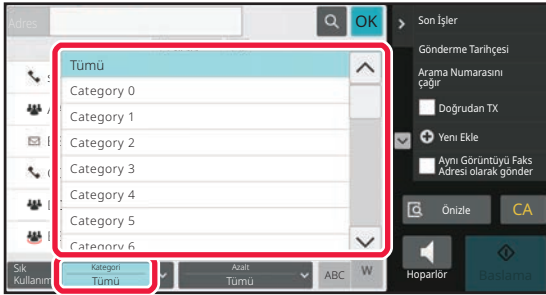 Adres
OK
Tümü
Category 0
Category 1
Category 2
Category 3
Category 4
Category 5
Category 6
Sık
Kullanım
Kategori
Tümü
Azalt
Tümü
ABC
W
Son İşler
Gönderme Tarihçesi
Arama Numarasını
çağır
Doğrudan TX
Yeni Ekle
Aynı Görüntüyü Faks
Adresi olarak gönder
Önizle
CA
Hoparlör
Başlama